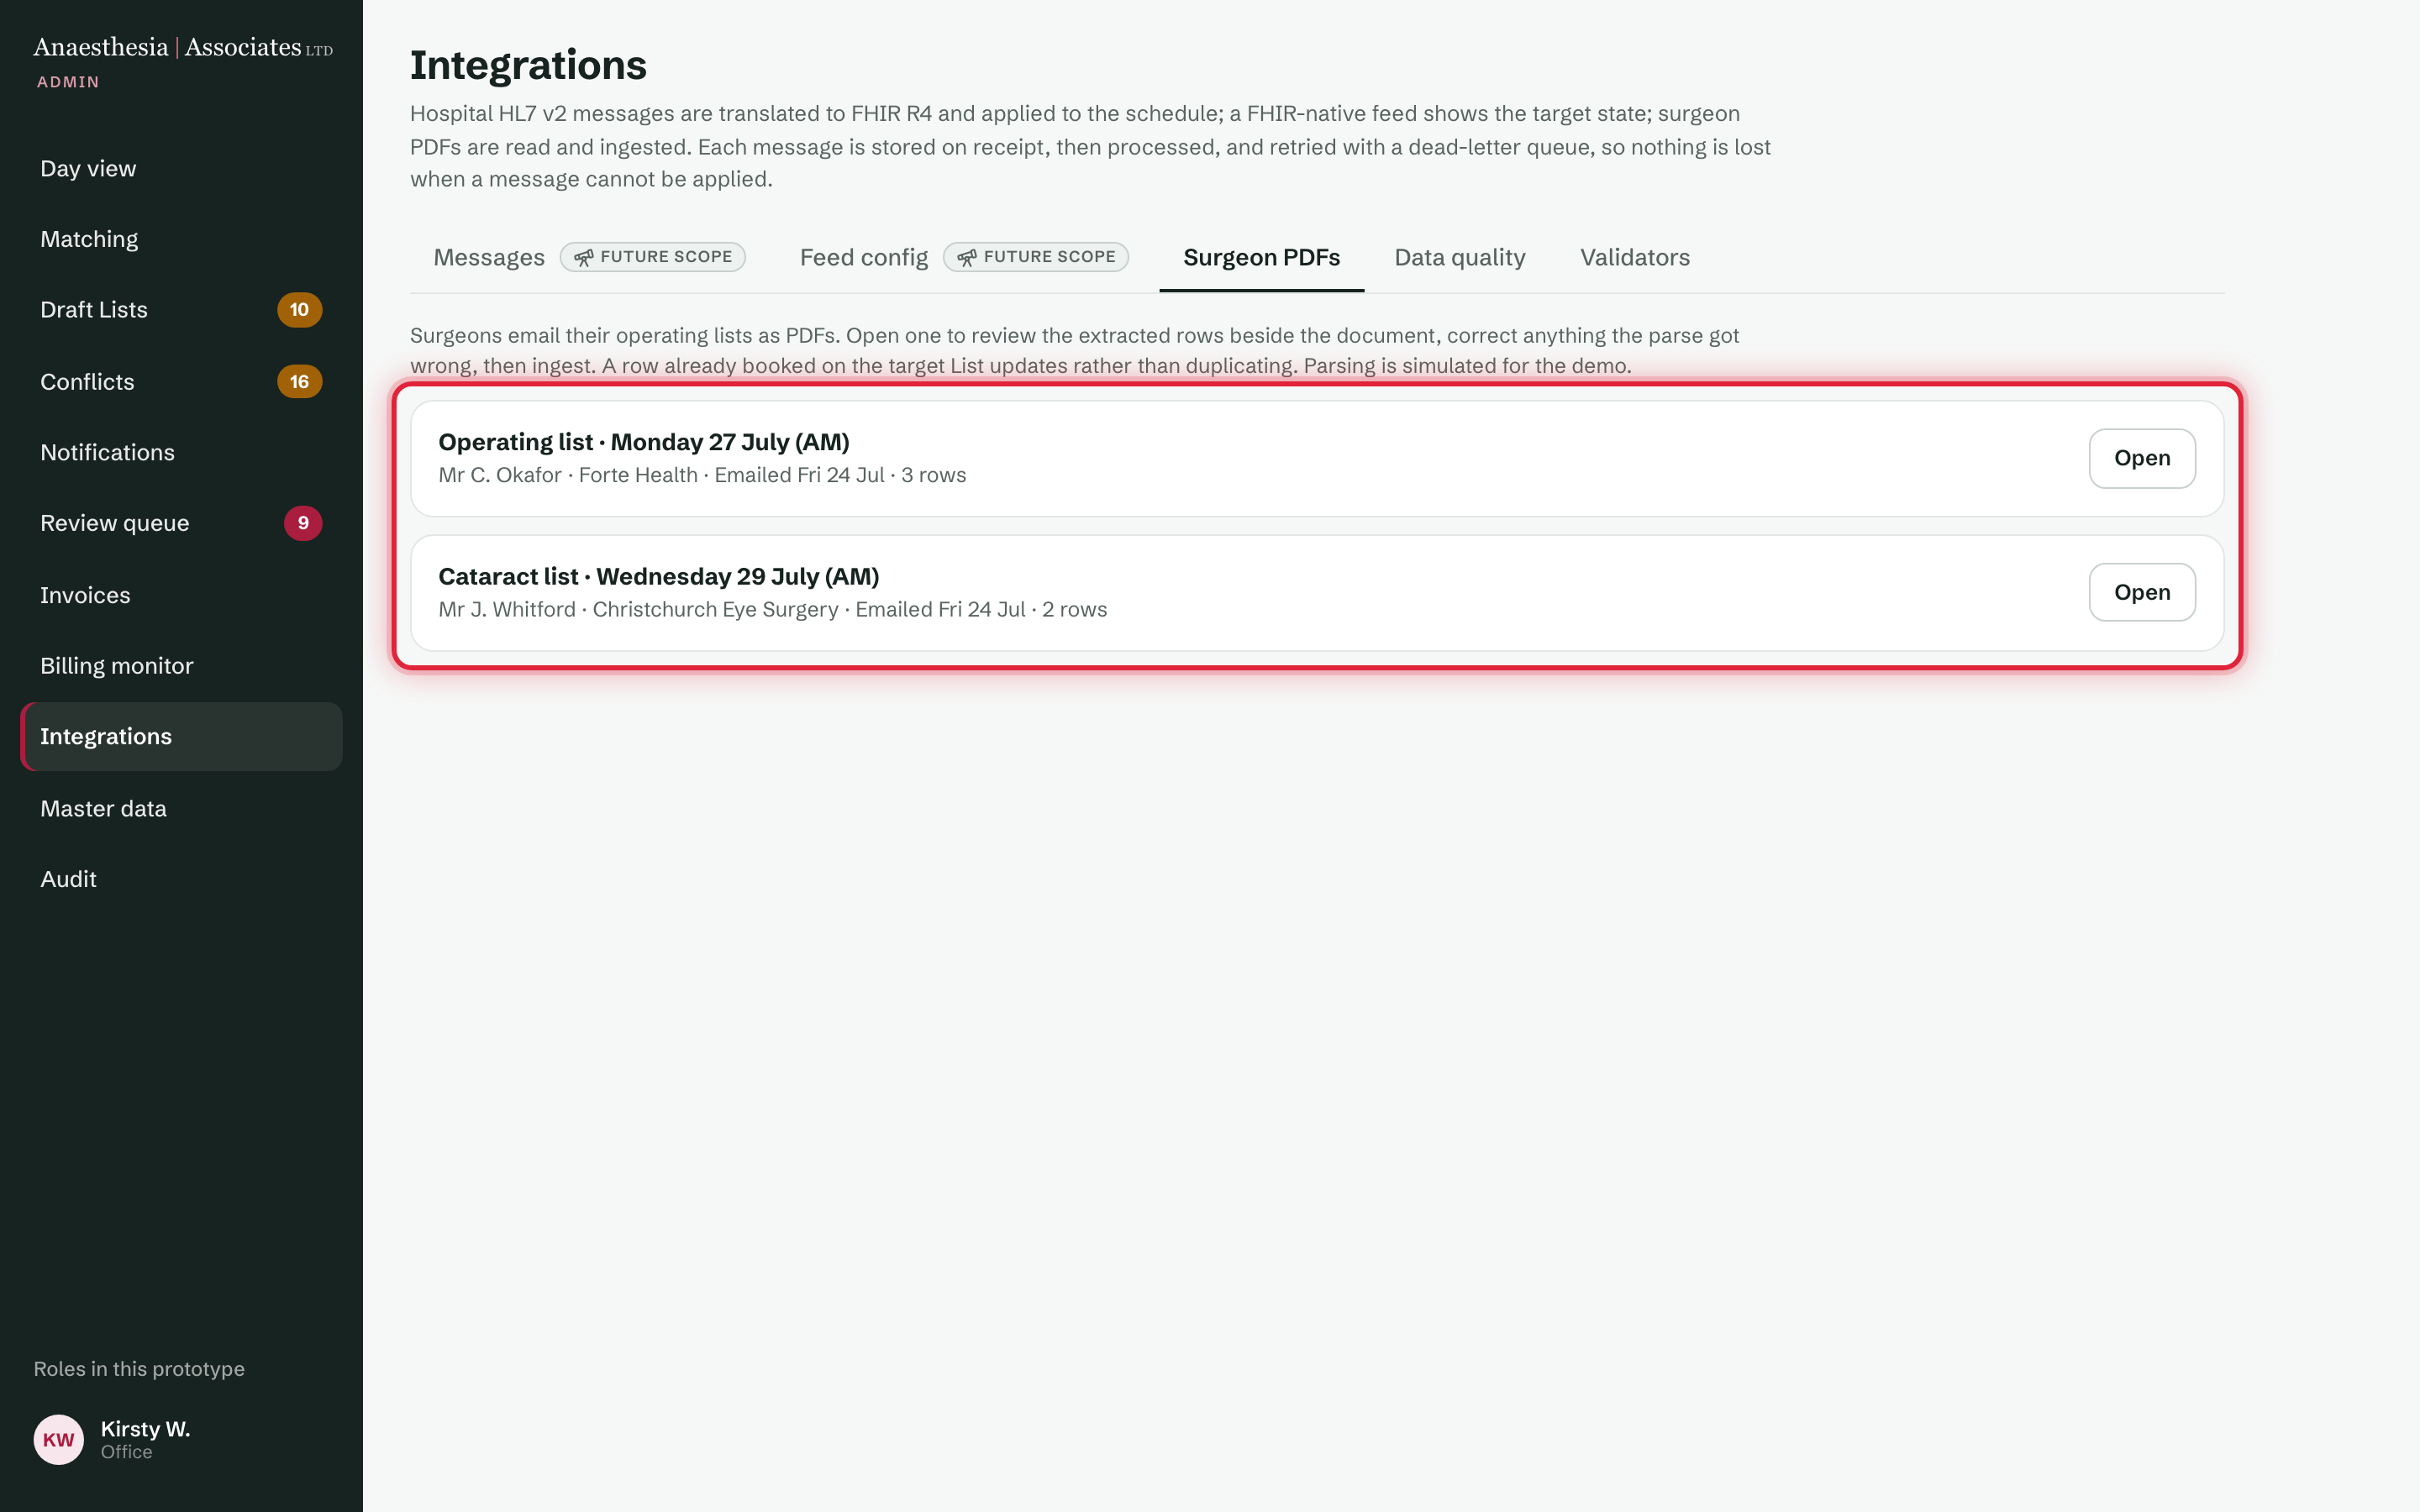 Anaesthesia | Associates LTD
ADMIN
Day view
Matching
Draft Lists 10
Conflicts 16
Notifications
Review queue 9
Invoices
Billing monitor
Integrations
Master data
Audit
Roles in this prototype
KW
Kirsty W.
Office
Integrations
Hospital HL7 v2 messages are translated to FHIR R4 and applied to the schedule; a FHIR-native feed shows the target state; surgeon
PDFs are read and ingested. Each message is stored on receipt, then processed, and retried with a dead-letter queue, so nothing is lost
when a message cannot be applied.
Messages FUTURE SCOPE Feed config FUTURE SCOPE Surgeon PDFs Data quality Validators
Surgeons email their operating lists as PDFs. Open one to review the extracted rows beside the document, correct anything the parse got
wrong, then ingest. A row already booked on the target List updates rather than duplicating. Parsing is simulated for the demo.
Operating list · Monday 27 July (AM)
Mr C. Okafor · Forte Health · Emailed Fri 24 Jul · 3 rows
Open
Cataract list · Wednesday 29 July (AM)
Mr J. Whitford · Christchurch Eye Surgery · Emailed Fri 24 Jul · 2 rows
Open